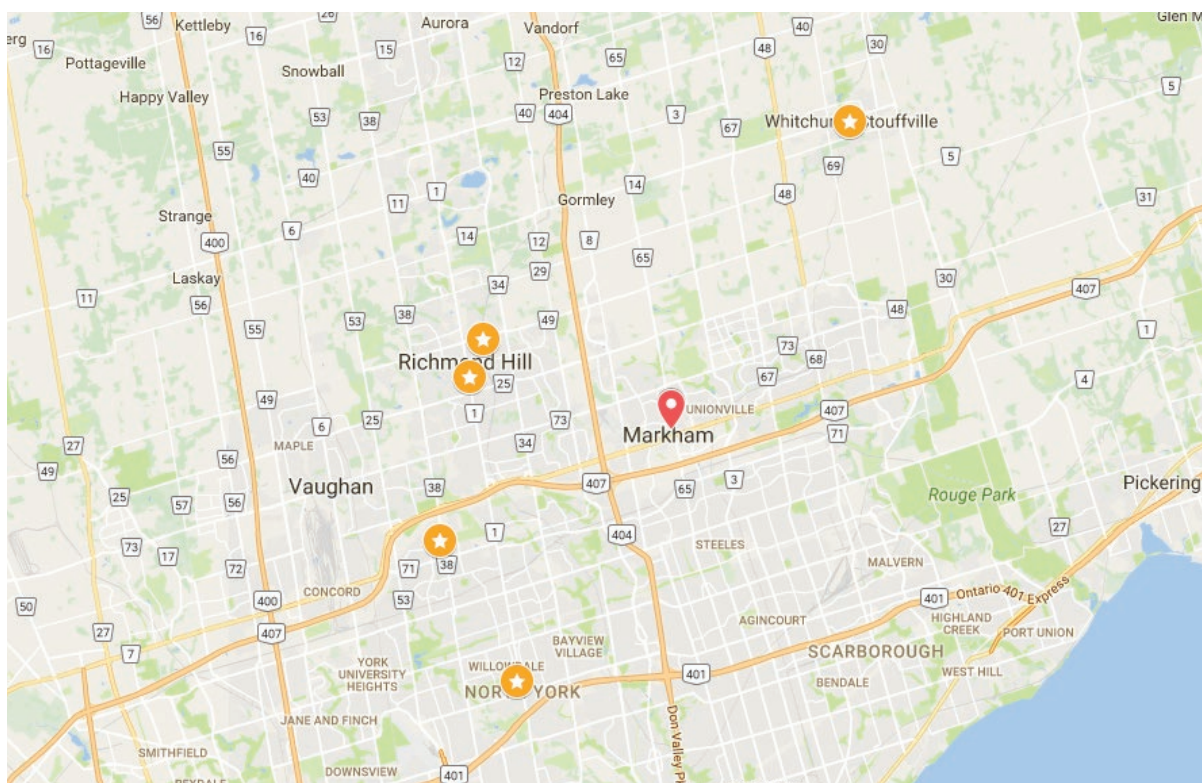 26
56
Kettleby
Aurora
Vandorf
40
Glen M
erg
16
16
15
48
30
Pottageville
12
65
Snowball
Happy Valley
Preston Lake
5
53
38
40
404
3
67
Whitchu
touffville
55
40
14
69
5
1
48
31
Strange
11
Gormley
400
6
14
12
8
65
Laskay
29
30
11
56
34
407
55
53
38
49
48
1
Richmond Hill
73
68
25
67
4
49
1
UNIONVILLE
407
6
25
73
Markham
71
27
MAPLE
34
49
56
Vaughan
38
407
65
3
Rouge Park
Pickering
25
57
56
1
404
27
73
STEELES
17
72
71
38
MALVERN
CONCORD
53
401
Ontario 401 Express
50
400
27
407
BAYVIEW
VILLAGE
AGINCOURT
HIGHLAND
CREEK
PORT UNION
7
YORK
UNIVERSITY
HEIGHTS
WILLOWDALE
401
SCARBOROUGH
WEST HILL
NOR
YORK
BENDALE
JANE AND FINCH
Don Valley P
SMITHFIELD
DOWNSVIEW
401